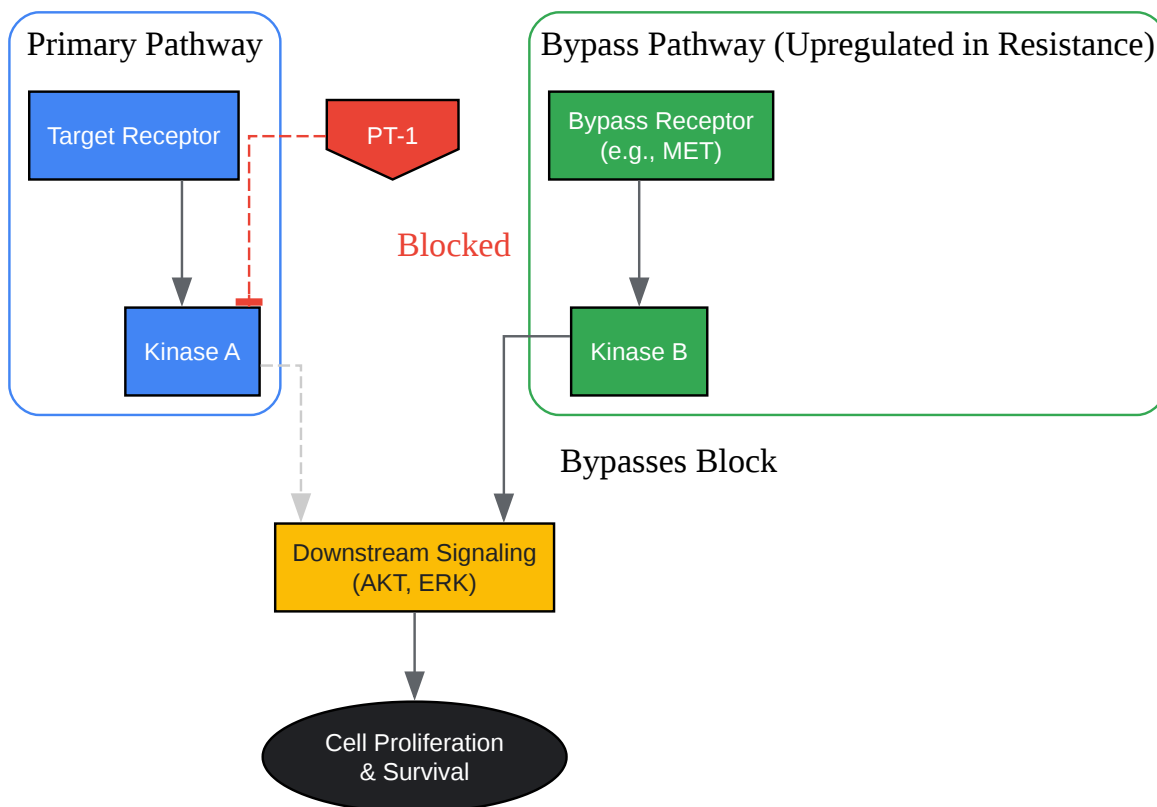 Primary Pathway
Bypass Pathway (Upregulated in Resistance)
Target Receptor
PT-1
Bypass Receptor
(e.g., MET)
Blocked
Kinase A
Kinase B
Bypasses Block
Downstream Signaling
(AKT, ERK)
Cell Proliferation
& Survival